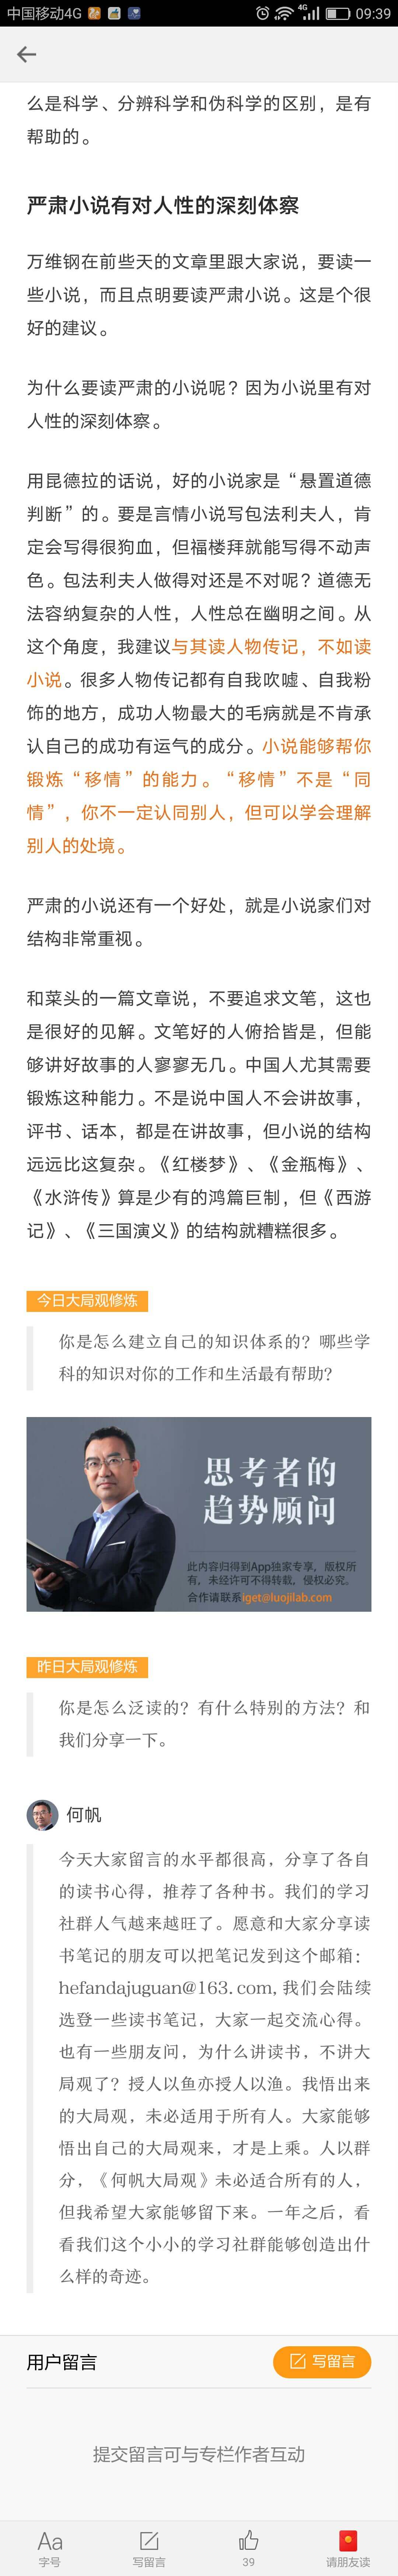 中国移动4G
4G
09:39
么是科学、分辨科学和伪科学的区别，是有
帮助的。
严肃小说有对人性的深刻体察
万维钢在前些天的文章里跟大家说，要读一
些小说，而且点明要读严肃小说。这是个很
好的建议。
为什么要读严肃的小说呢？因为小说里有对
人性的深刻体察。
用昆德拉的话说，好的小说家是“悬置道德
判断”的。要是言情小说写包法利夫人，肯
定会写得很狗血，但福楼拜就能写得不动声
色。包法利夫人做得对还是不对呢？道德无
法容纳复杂的人性，人性总在幽明之间。从
这个角度，我建议与其读人物传记，不如读
小说。很多人物传记都有自我吹嘘、自我粉
饰的地方，成功人物最大的毛病就是不肯承
认自己的成功有运气的成分。小说能够帮你
锻炼“移情”的能力。“移情”不是“同
情”，你不一定认同别人，但可以学会理解
别人的处境。
严肃的小说还有一个好处，就是小说家们对
结构非常重视。
和菜头的一篇文章说，不要追求文笔，这也
是很好的见解。文笔好的人俯拾皆是，但能
够讲好故事的人寥寥无几。中国人尤其需要
锻炼这种能力。不是说中国人不会讲故事，
评书、话本，都是在讲故事，但小说的结构
远远比这复杂。《红楼梦》、《金瓶梅》、
《水浒传》算是少有的鸿篇巨制，但《西游
记》、《三国演义》的结构就糟糕很多。
今日大局观修炼
你是怎么建立自己的知识体系的？哪些学
科的知识对你的工作和生活最有帮助？
思考者的
趋势顾问
此内容归得到App独家专享，版权所
有，未经许可不得转载，侵权必究。
合作请联系iget@luojilab.com
昨日大局观修炼
你是怎么泛读的？有什么特别的方法？和
我们分享一下。
何帆
今天大家留言的水平都很高，分享了各自
的读书心得，推荐了各种书。我们的学习
社群人气越来越旺了。愿意和大家分享读
书笔记的朋友可以把笔记发到这个邮箱：
hefandajuguan@163.com,我们会陆续
选登一些读书笔记，大家一起交流心得。
也有一些朋友问，为什么讲读书，不讲大
局观了？授人以鱼亦授人以渔。我悟出来
的大局观，未必适用于所有人。大家能够
悟出自己的大局观来，才是上乘。人以群
分，《何帆大局观》未必适合所有的人，
但我希望大家能够留下来。一年之后，看
看我们这个小小的学习社群能够创造出什
么样的奇迹。
用户留言
写留言
提交留言可与专栏作者互动
Aa
字号
写留言
39
请朋友读